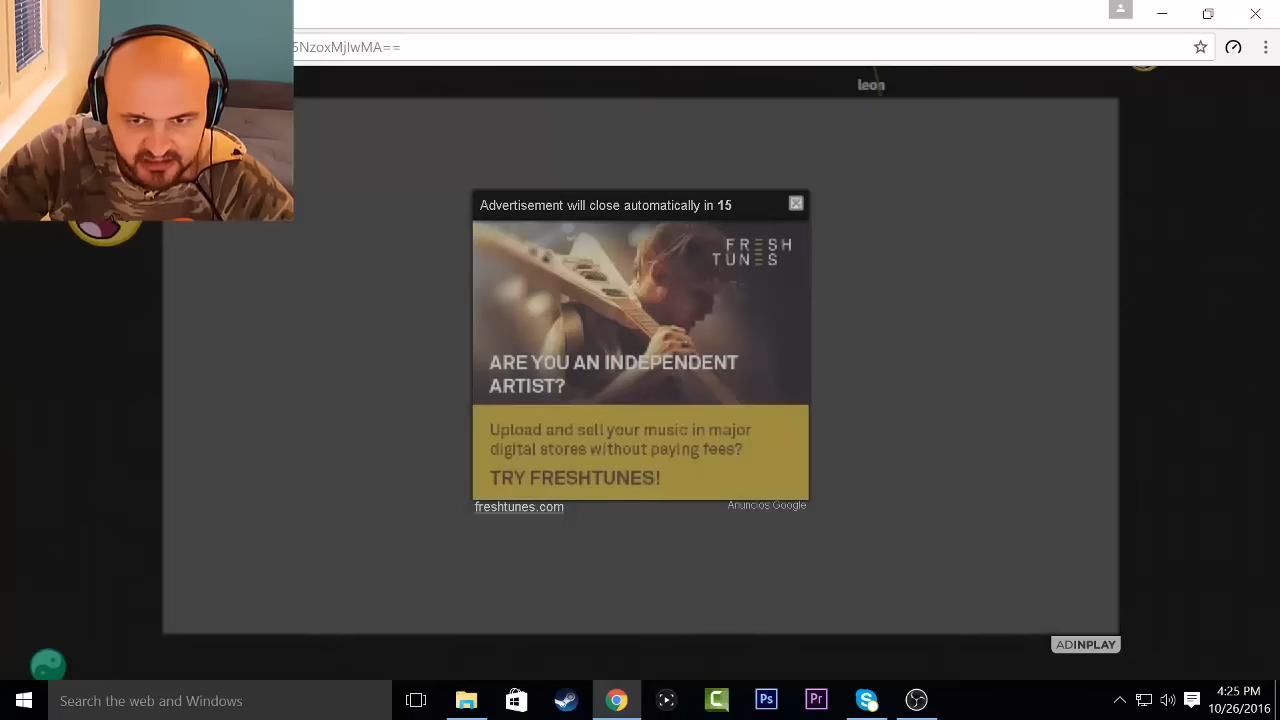 5NzoxMjIwMA==
leon
Advertisement will close automatically in 15
FRESH
TUNES
ARE YOU AN INDEPENDENT
ARTIST?
Upload and sell your music in major
digital stores without paying fees?
TRY FRESHTUNES!
freshtunes.com
Anuncios Google
ADINPLAY
Search the web and Windows
C
Ps
Pr
S
4:25 PM
10/26/2016